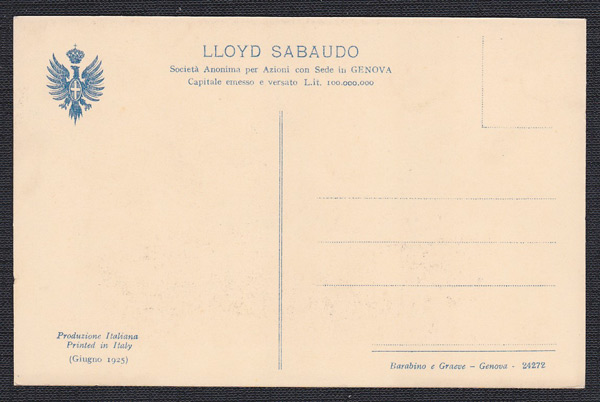 LLOYD SABAUDO
Società Anonima per Azioni con Sede in GENOVA
Capitale emesso e versato L.it. 100.000.000
Produzione Italiana
Printed in Italy
(Giugno 1925)
Barabino e Graeve – Genova - 24272